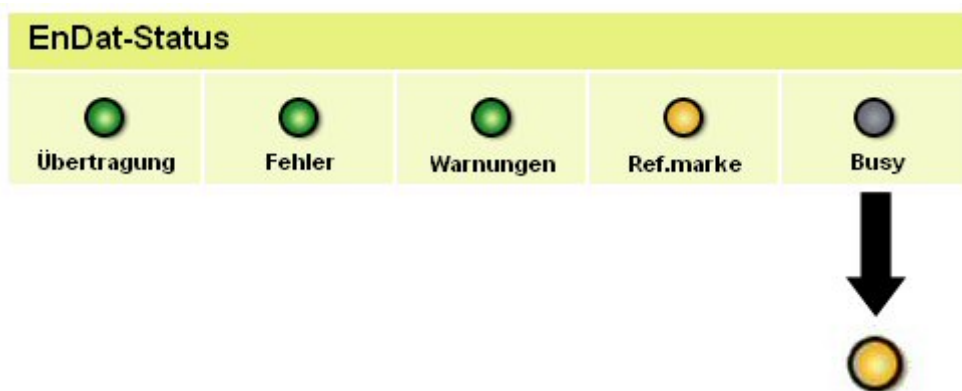 EnDat-Status
Übertragung
Fehler
Warnungen
Ref.marke
Busy